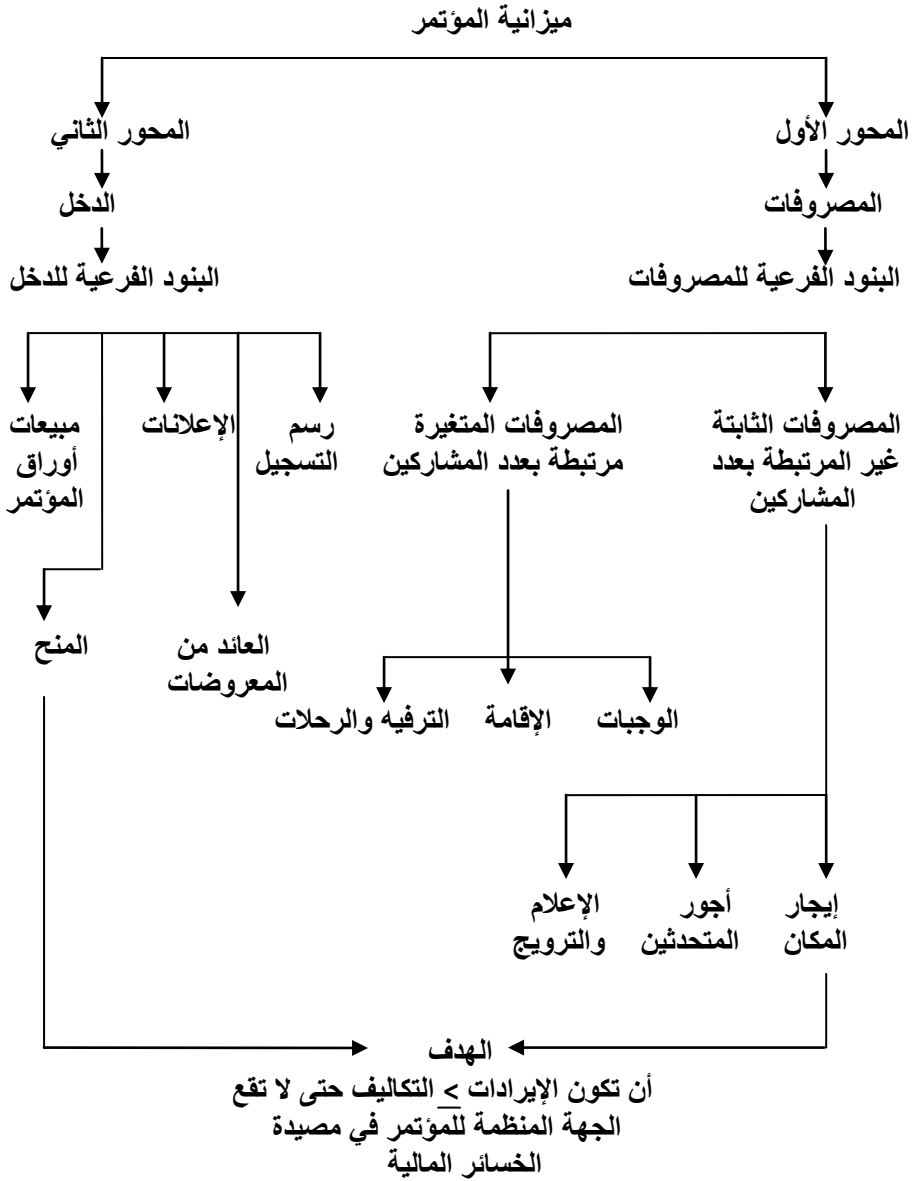 ميزانية المؤتمر
المحور الأول
المحور الثاني
المصروفات
الدخل
البنود الفرعية للمصروفات
البنود الفرعية للدخل
المصروفات الثابتة
غير المرتبطة بعدد
المشاركين
المصروفات المتغيرة
مرتبطة بعدد المشاركين
رسم
التسجيل
الإعلانات
مبيعات
أوراق
المؤتمر
العائد من
المعروضات
المنح
الوجبات
الإقامة
الترفيه والرحلات
إيجار
المكان
أجور
المتحدثين
الإعلام
والترويج
الهدف
أن تكون الإيرادات > التكاليف حتى لا تقع
الجهة المنظمة للمؤتمر في مصيدة
الخسائر المالية